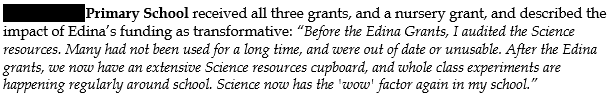 Primary School received all three grants, and a nursery grant, and described the
impact of Edina's funding as transformative: "Before the Edina Grants, I audited the Science
resources. Many had not been used for a long time, and were out of date or unusable. After the Edina
grants, we now have an extensive Science resources cupboard, and whole class experiments are
happening regularly around school. Science now has the 'wow' factor again in my school."